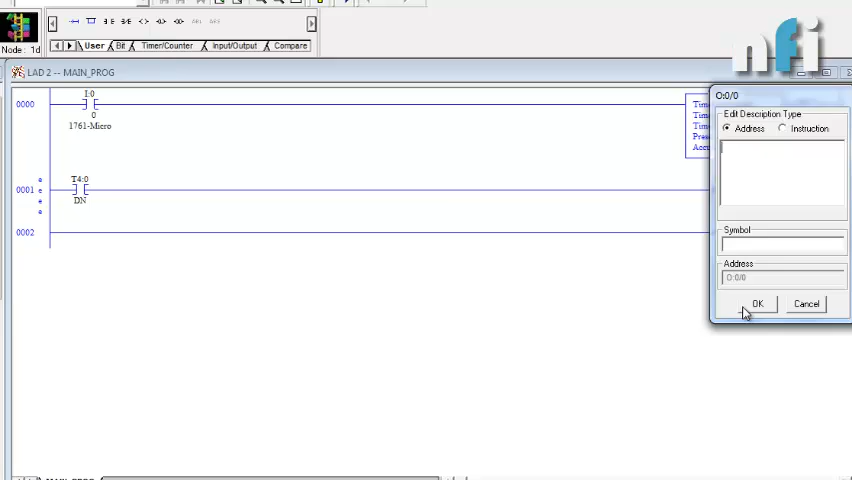 nfi
Node: 1d
User Bit Timer/Counter Input/Output Compare
LAD 2 -- MAIN_PROG
O:0/0
Edit Description Type
Address Instruction
I:0
0000
0
1761-Micro
T4:0
e
0001 e
e
DN
e
0002
Symbol
Address
O:0/0
OK Cancel